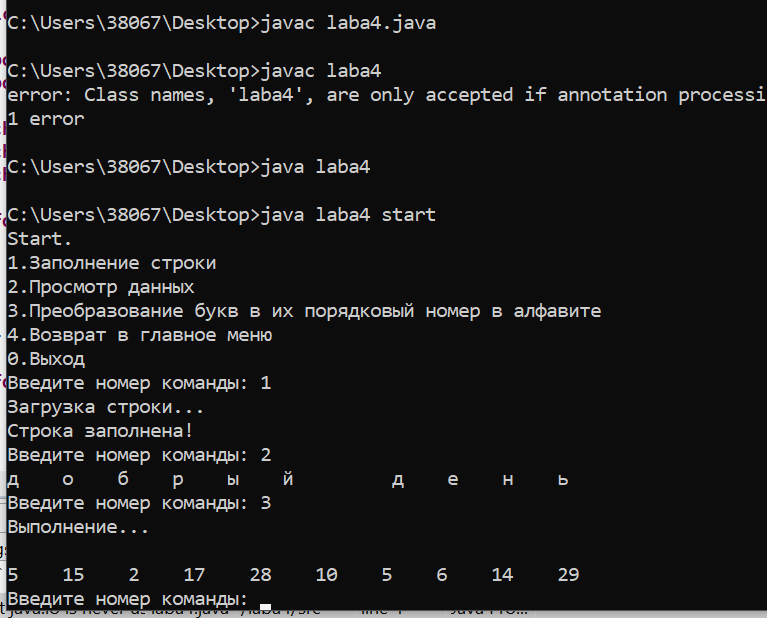 C:\Users\38067\Desktop>javac laba4.java
C:\Users\38067\Desktop>javac laba4
error: Class names, 'laba4', are only accepted if annotation processi
1 error
C:\Users\38067\Desktop>java laba4
C:\Users\38067\Desktop>java laba4 start
Start.
1.Заполнение строки
2.Просмотр данных
3.Преобразование букв в их порядковый номер в алфавите
4.Возврат в главное меню
0.Выход
Введите номер команды: 1
Загрузка строки...
Строка заполнена!
Введите номер команды: 2
д о б р ы й д е н ь
Введите номер команды: 3
Выполнение...
5 15 2 17 28 10 5 6 14 29
Введите номер команды: